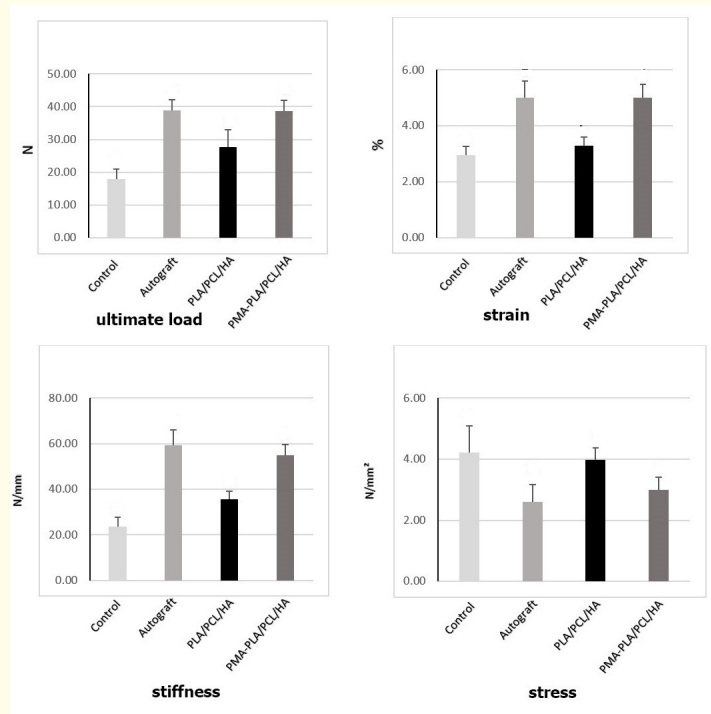 50.00
40.00
30.00
20.00
10.00
0.00
N
Control
Autograft
PLA/PCL/HA
PMA-PLA/PCL/HA
ultimate load
6.00
4.00
2.00
0.00
%
Control
Autograft
PLA/PCL/HA
PMA-PLA/PCL/HA
strain
80.00
60.00
40.00
20.00
0.00
N/mm
Control
Autograft
PLA/PCL/HA
PMA-PLA/PCL/HA
stiffness
6.00
4.00
2.00
0.00
N/mm²
Control
Autograft
PLA/PCL/HA
PMA-PLA/PCL/HA
stress